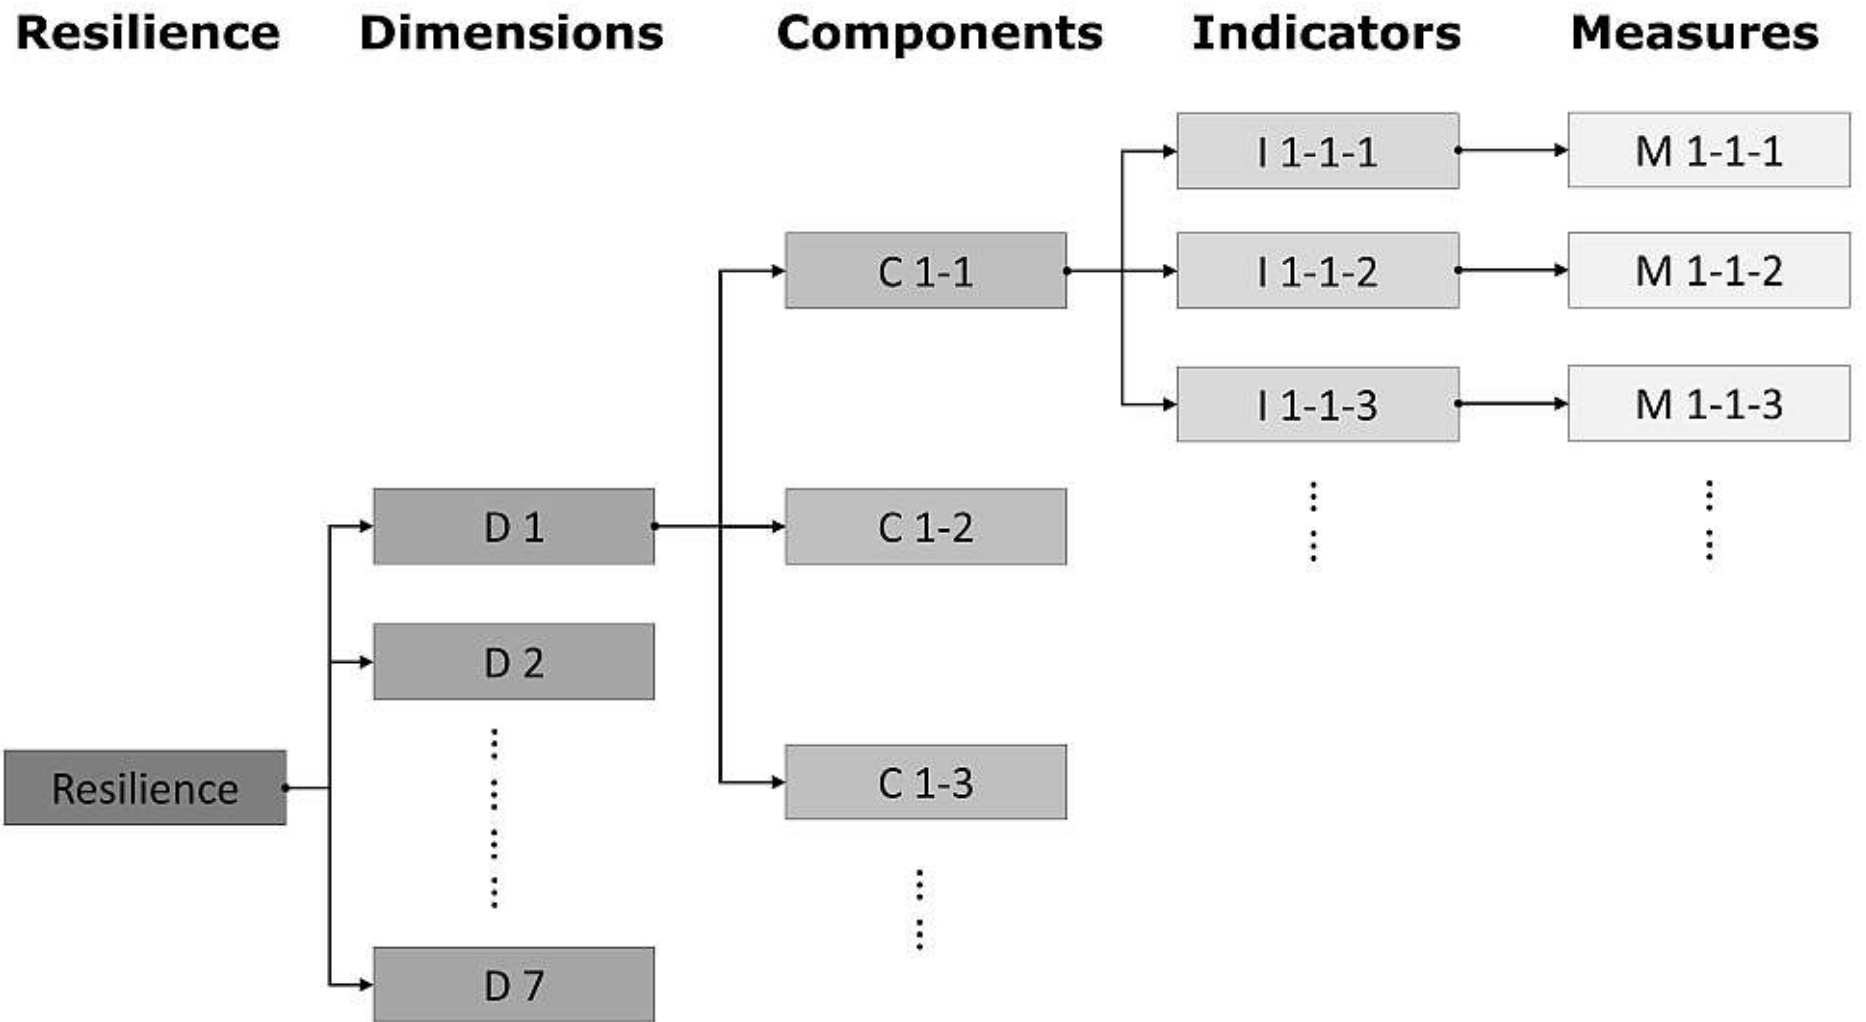 Resilience Dimensions Components Indicators Measures
I 1-1-1 M 1-1-1
C 1-1 I 1-1-2 M 1-1-2
I 1-1-3 M 1-1-3
D 1 C 1-2
D 2
Resilience C 1-3
D 7